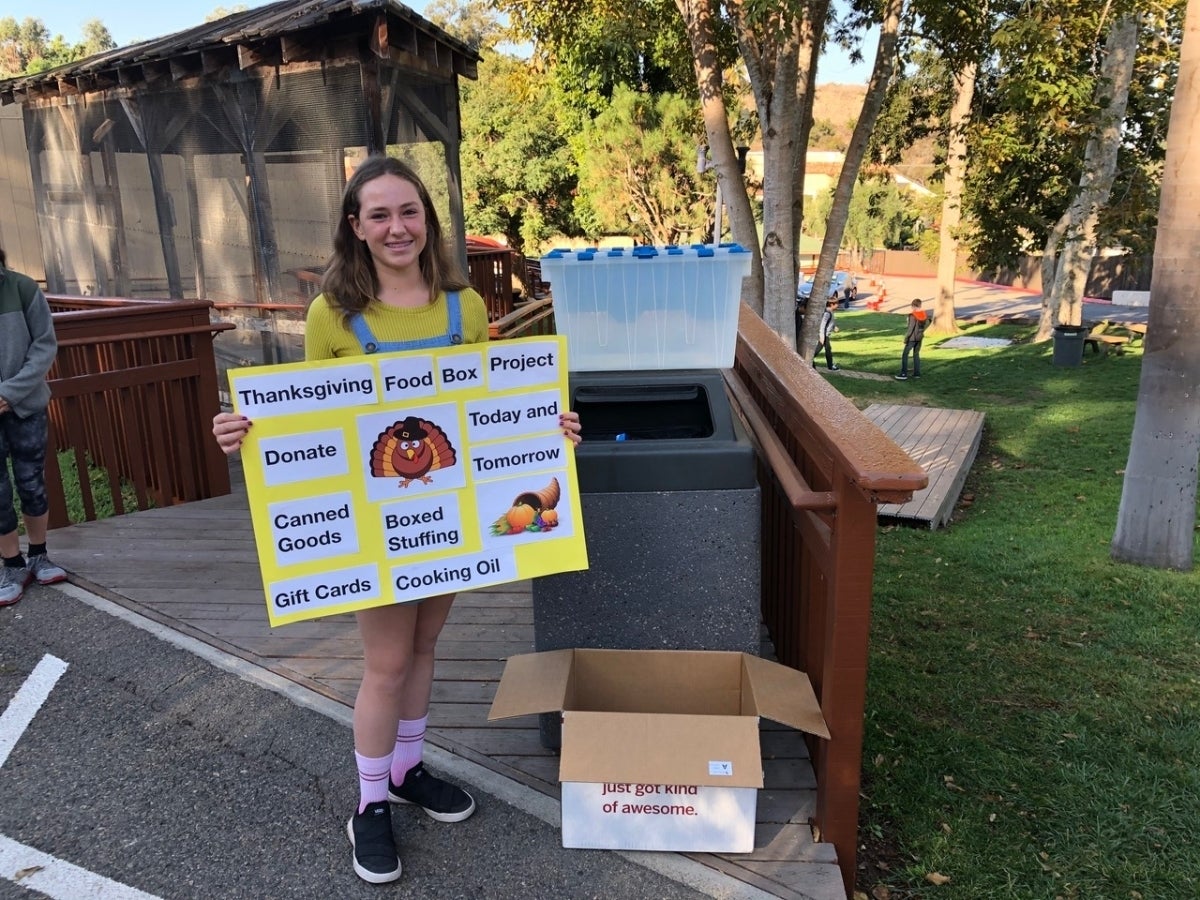 Thanksgiving Food Box Project
Donate
Today and
Tomorrow
Canned
Goods
Boxed
Stuffing
Gift Cards
Cooking Oil
just got kind
of awesome.